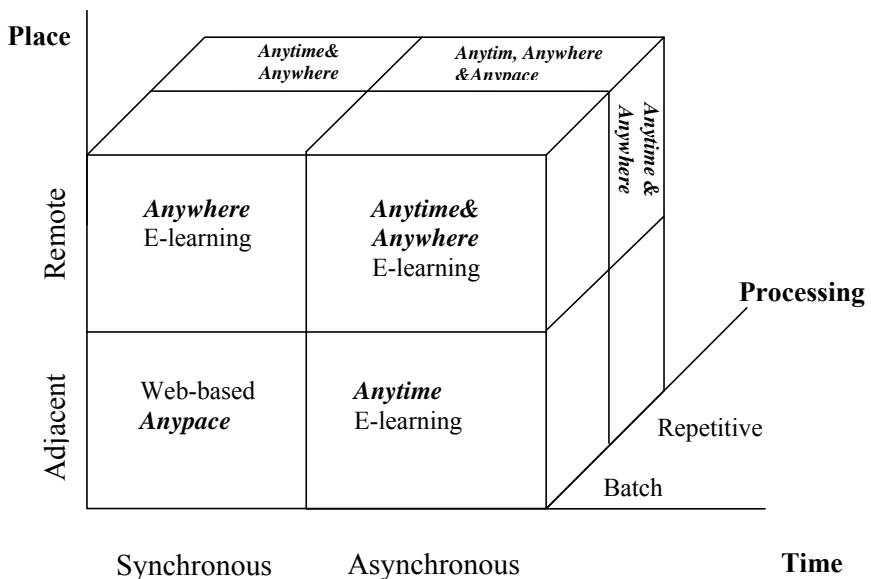 Place
Anytime&
Anywhere
Anytim, Anywhere
&Anypace
Anytime &
Anywhere
Remote
Anywhere
E-learning
Anytime&
Anywhere
E-learning
Processing
Adjacent
Web-based
Anypace
Anytime
E-learning
Repetitive
Batch
Synchronous
Asynchronous
Time